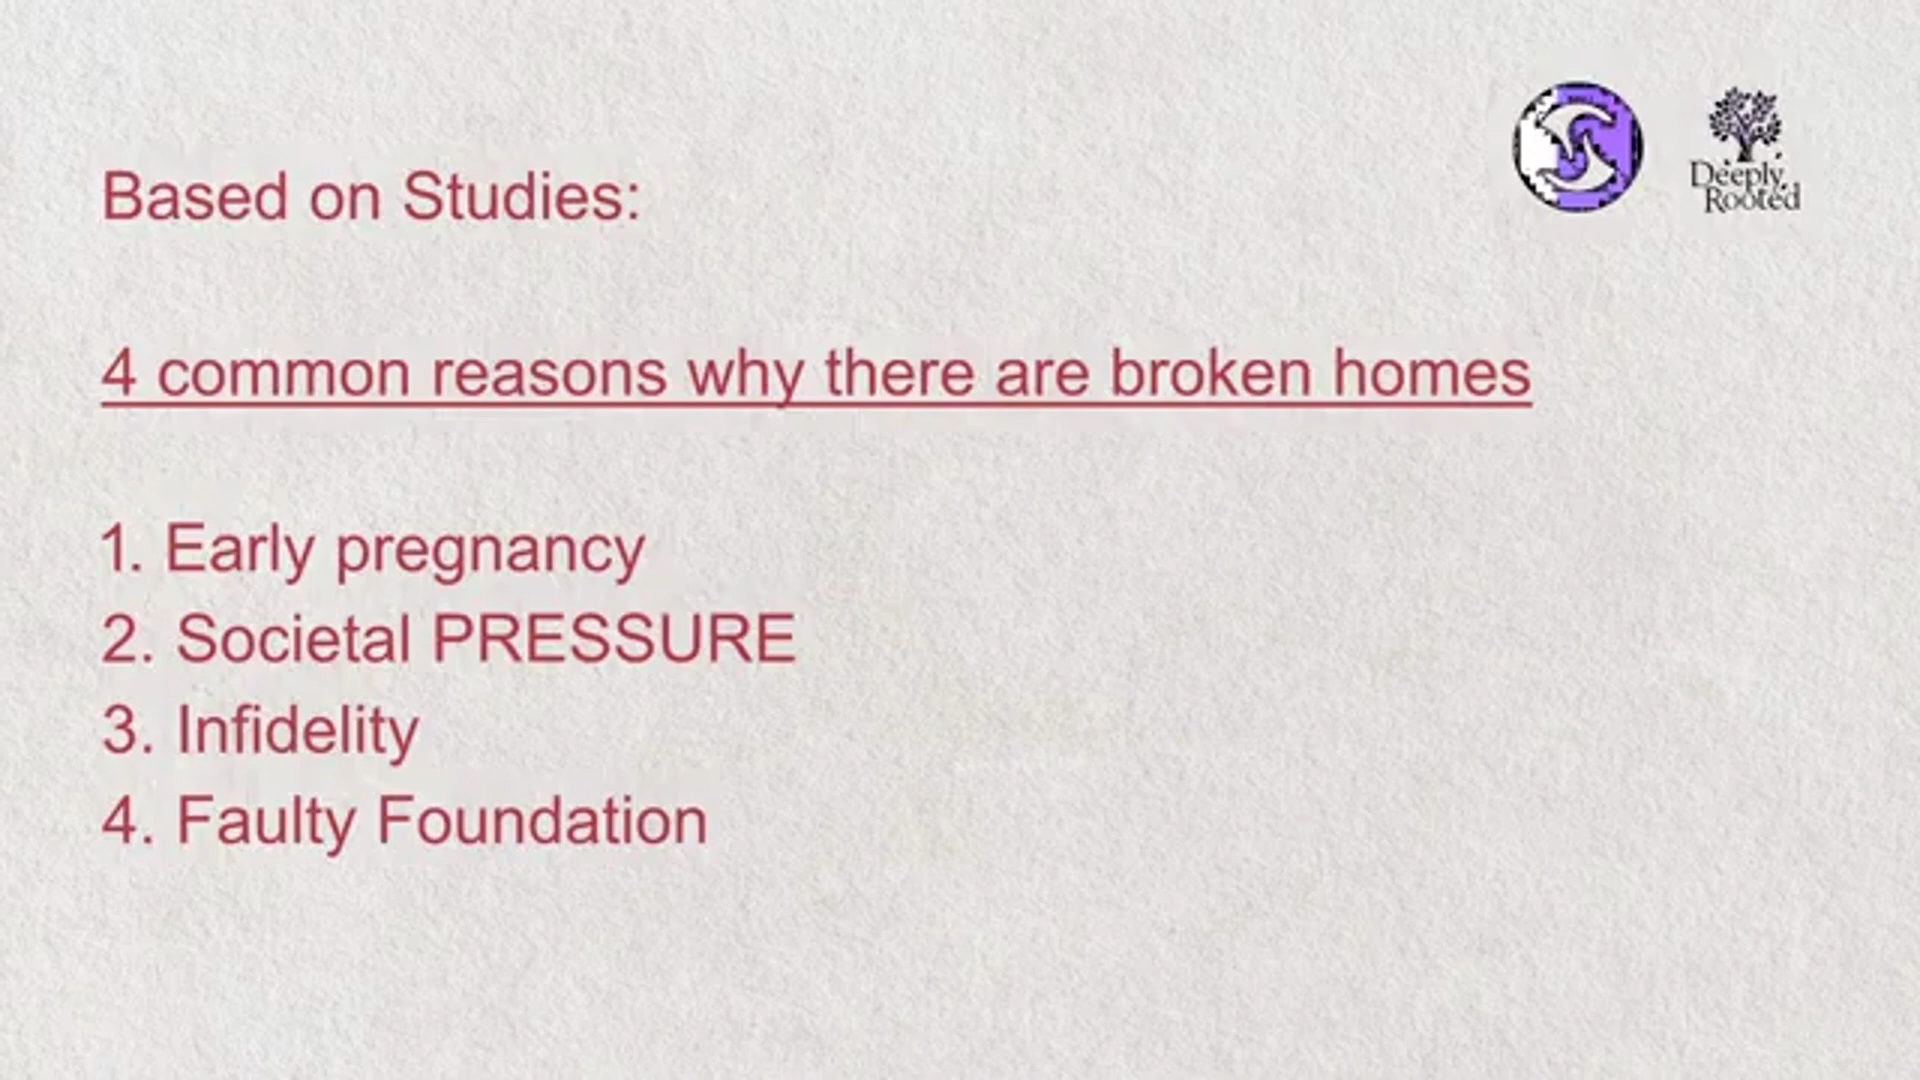 Based on Studies:
Deeply
Rooted
4 common reasons why there are broken homes
1. Early pregnancy
2. Societal PRESSURE
3. Infidelity
4. Faulty Foundation